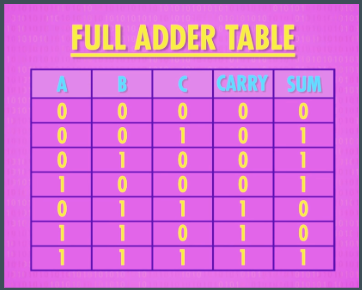 FULL ADDER TABLE
A B C CARRY SUM
0 0 0 0 0
0 0 1 0 1
0 1 0 0 1
1 0 0 0 1
0 1 1 1 0
1 1 0 1 0
1 1 1 1 1